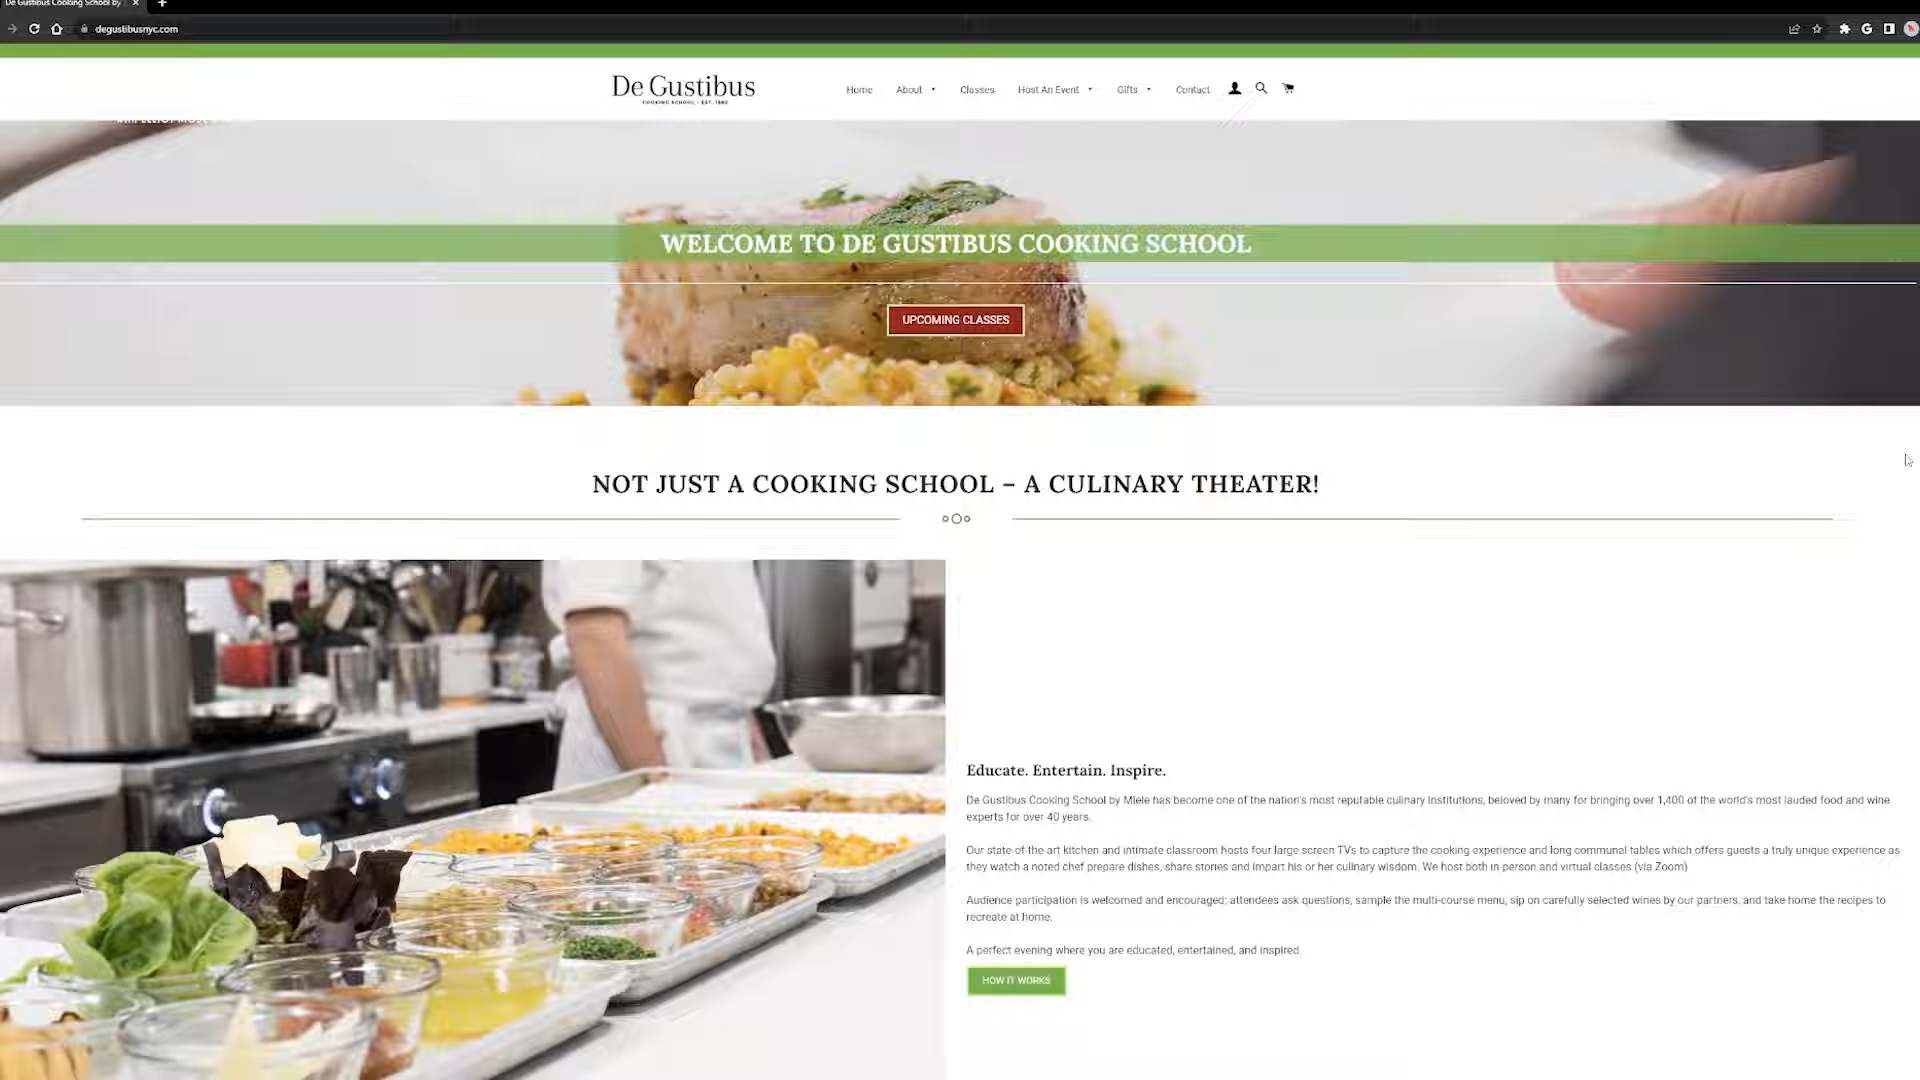 De Gustibus Cooking School by
degustibusnyc.com
De Gustibus
COOKING SCHOOL - EST. 1980
Home About Classes Host An Event Gifts Contact
WELCOME TO DE GUSTIBUS COOKING SCHOOL
UPCOMING CLASSES
NOT JUST A COOKING SCHOOL – A CULINARY THEATER!
Educate. Entertain. Inspire.
De Gustibus Cooking School by Miele has become one of the nation's most reputable culinary institutions, beloved by many for bringing over 1,400 of the world's most lauded food and wine
experts for over 40 years.
Our state-of-the-art kitchen and intimate classroom hosts four large screen TVs to capture the cooking experience and long communal tables which offers guests a truly unique experience as
they watch a noted chef prepare dishes, share stories and impart his or her culinary wisdom. We host both in-person and virtual classes (via Zoom)
Audience participation is welcomed and encouraged; attendees ask questions, sample the multi-course menu, sip on carefully selected wines by our partners, and take home the recipes to
recreate at home.
A perfect evening where you are educated, entertained, and inspired.
HOW IT WORKS